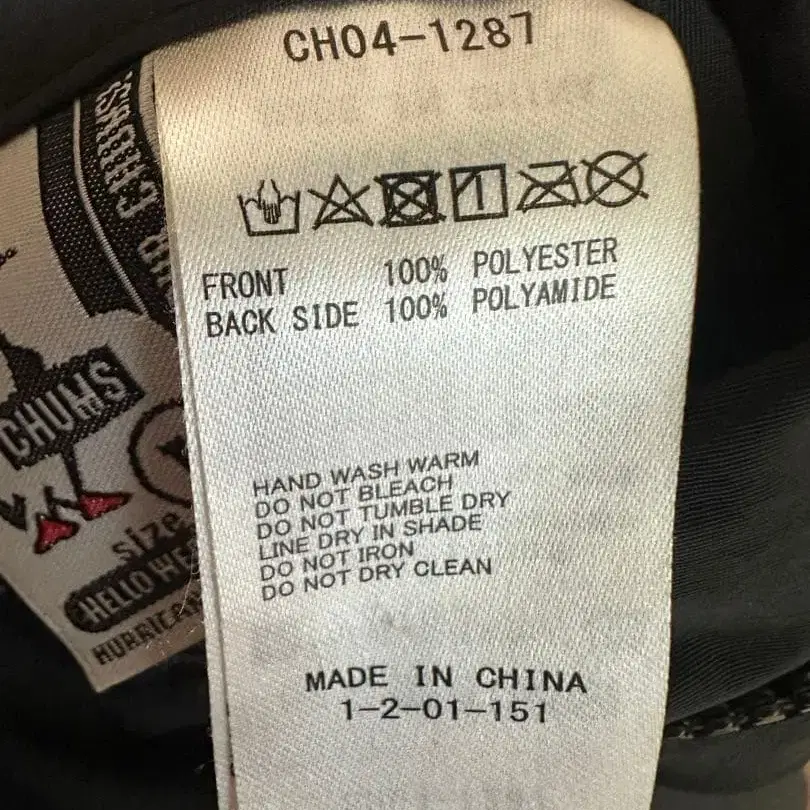 CH04-1287
FRONT 100% POLYESTER
BACK SIDE 100% POLYAMIDE
HAND WASH WARM
DO NOT BLEACH
DO NOT TUMBLE DRY
LINE DRY IN SHADE
DO NOT IRON
DO NOT DRY CLEAN
MADE IN CHINA
1-2-01-151
CHUMS
CHUMS
size
HELLO